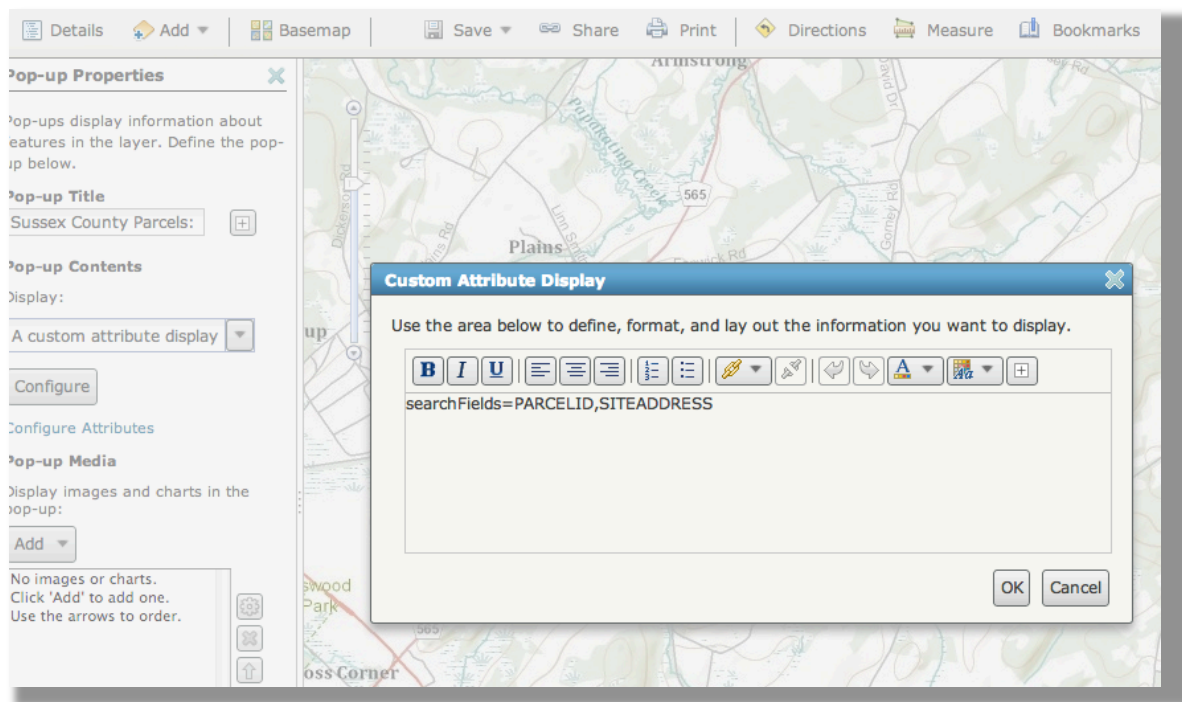 Details Add Basemap Save Share Print Directions Measure Bookmarks
Pop-up Properties
Pop-ups display information about
features in the layer. Define the pop-
up below.
Pop-up Title
Sussex County Parcels:
Pop-up Contents
Display:
A custom attribute display
Configure
Configure Attributes
Pop-up Media
Display images and charts in the
pop-up:
Add
No images or charts.
Click 'Add' to add one.
Use the arrows to order.
Armstrong
David Dr
Rd
Papakating Creek
565
Dickerson Rd
Linn
Gorney Rd
Plains
Rd
up
Custom Attribute Display
Use the area below to define, format, and lay out the information you want to display.
B I U A Aa
searchFields=PARCELID,SITEADDRESS
OK Cancel
swood
Park
565
oss Corner